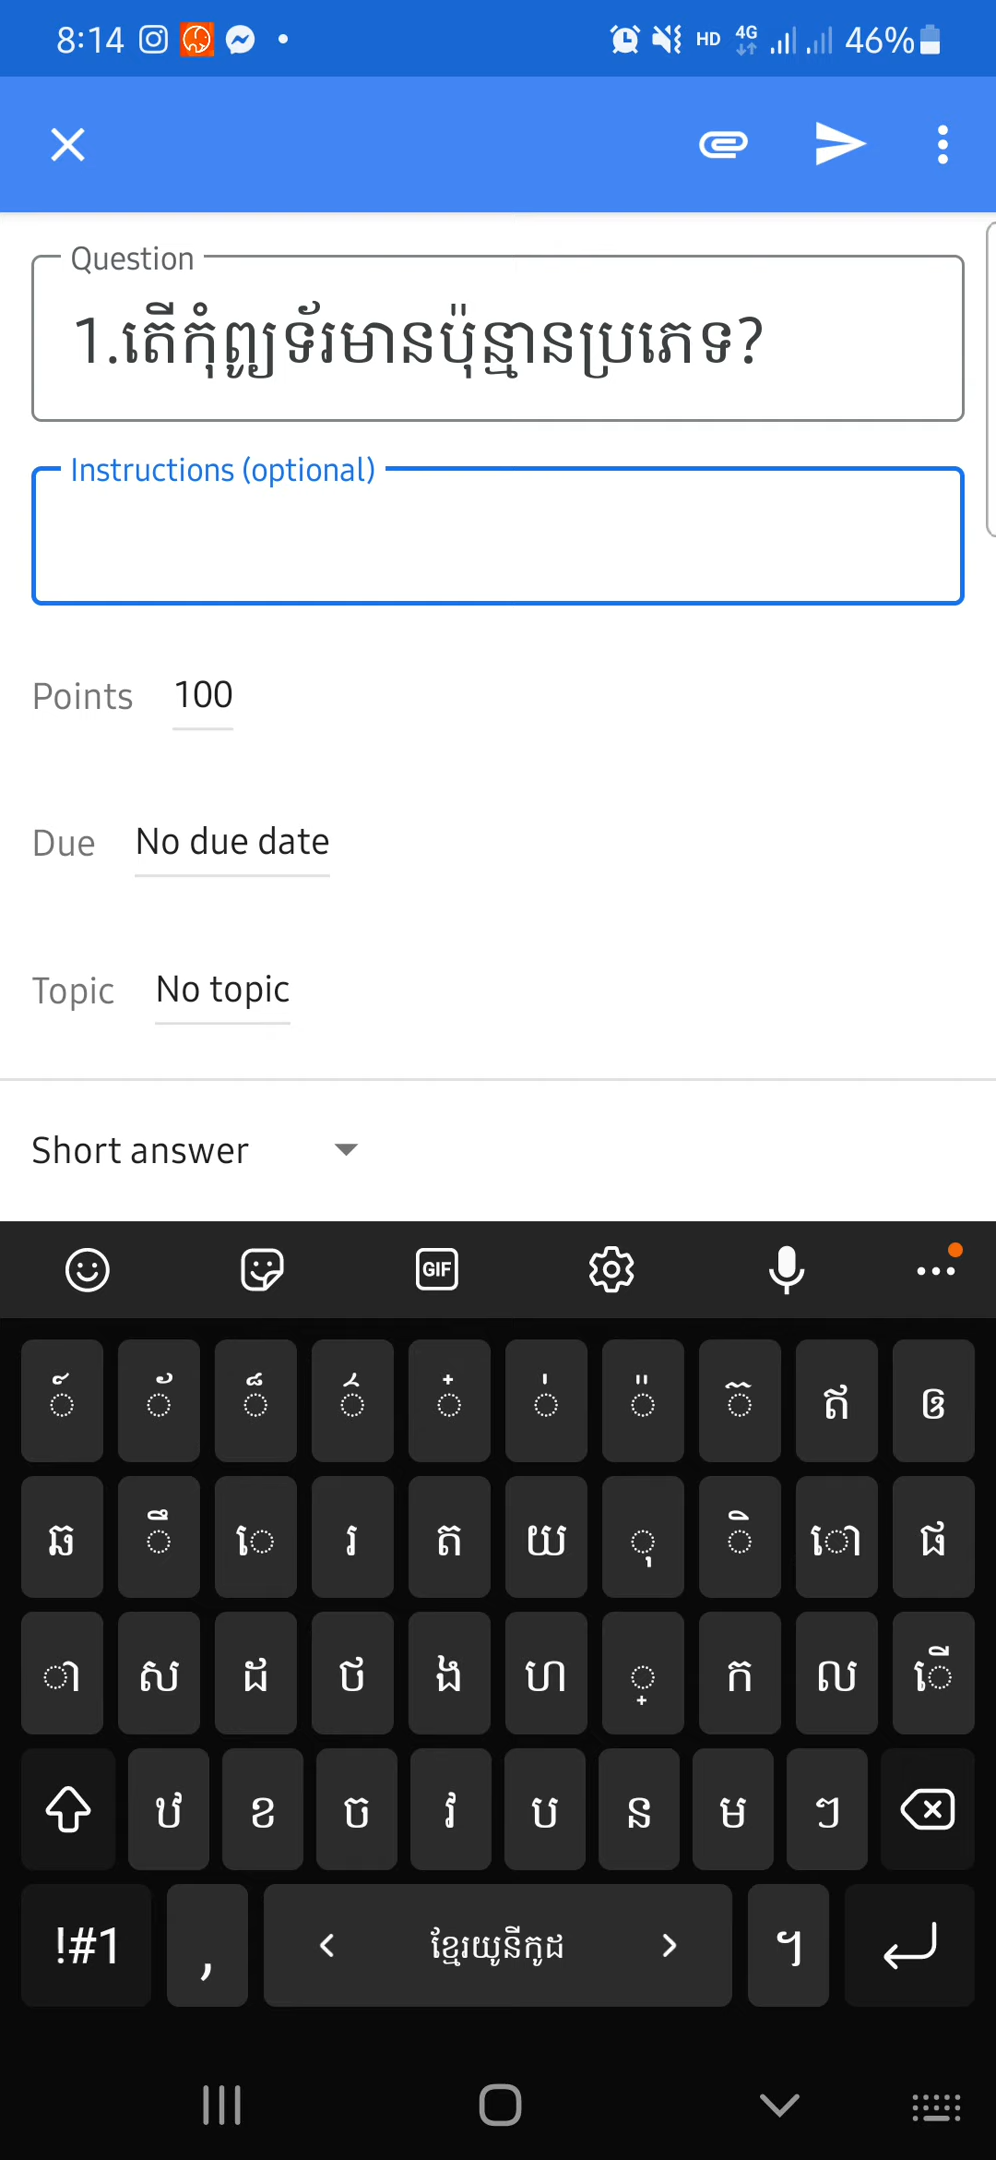 8:14
HD 4G 46%
Question
1.តើកុំព្យូទ័រមានប៉ុន្មានប្រភេទ?
Instructions (optional)
Points 100
Due No due date
Topic No topic
Short answer
GIF
៍ ័ ៏ ៌ ៎ ់ ៉ ៊ ឥ ឲ
ឆ ឹ េ រ ត យ ុ ិ ោ ផ
ា ស ដ ថ ង ហ ្ ក ល ើ
ឋ ខ ច វ ប ន ម ៗ
!#1 , < ខ្មែរយូនីកូដ > ។